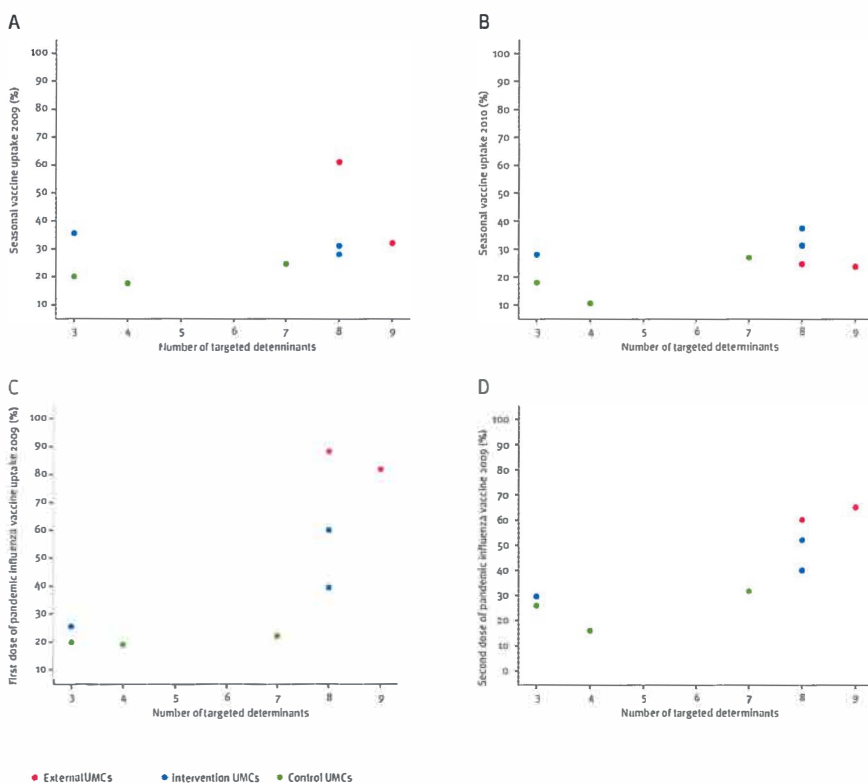 A
Seasonal vaccine uptake 2009 (%)
100
90
80
70
60
50
40
30
20
10
3 4 5 6 7 8 9
Number of targeted determinants
B
Seasonal vaccine uptake 2010 (%)
100
90
80
70
60
50
40
30
20
10
3 4 5 6 7 8 9
Number of targeted determinants
C
First dose of pandemic influenza vaccine uptake 2009 (%)
100
90
80
70
60
50
40
30
20
10
3 4 5 6 7 8 9
Number of targeted determinants
D
Second dose of pandemic influenza vaccine 2009 (%)
100
90
80
70
60
50
40
30
20
10
0
3 4 5 6 7 8 9
Number of targeted determinants
External UMCs Intervention UMCs Control UMCs